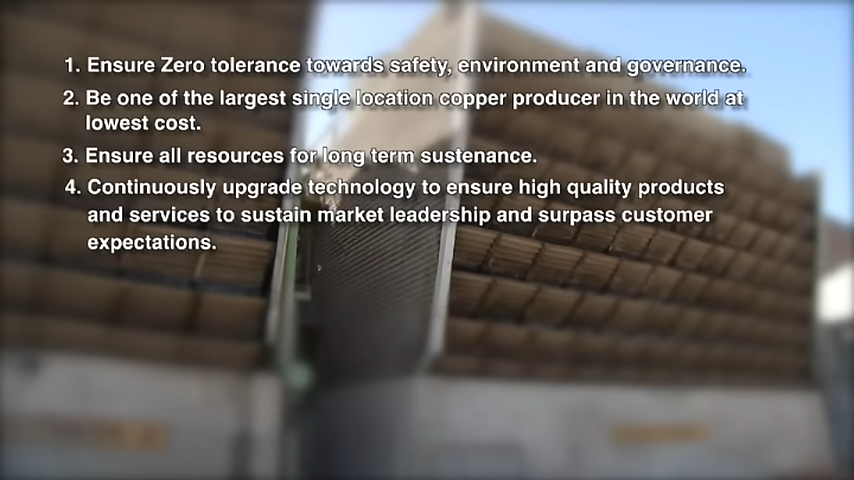 1. Ensure Zero tolerance towards safety, environment and governance.
2. Be one of the largest single location copper producer in the world at
lowest cost.
3. Ensure all resources for long term sustenance.
4. Continuously upgrade technology to ensure high quality products
and services to sustain market leadership and surpass customer
expectations.